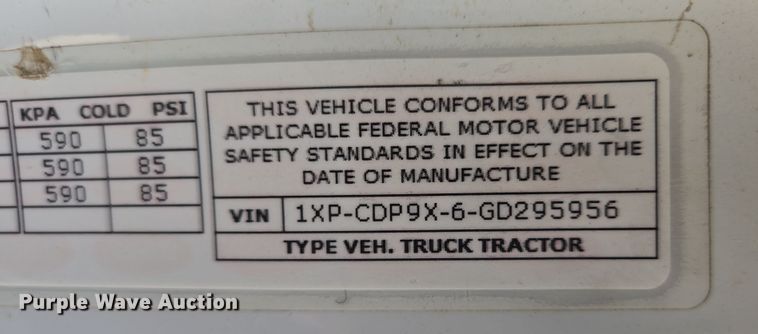 KPA COLD PSI
590 85
590 85
590 85
THIS VEHICLE CONFORMS TO ALL
APPLICABLE FEDERAL MOTOR VEHICLE
SAFETY STANDARDS IN EFFECT ON THE
DATE OF MANUFACTURE
VIN 1XP-CDP9X-6-GD295956
TYPE VEH. TRUCK TRACTOR
Purple Wave Auction